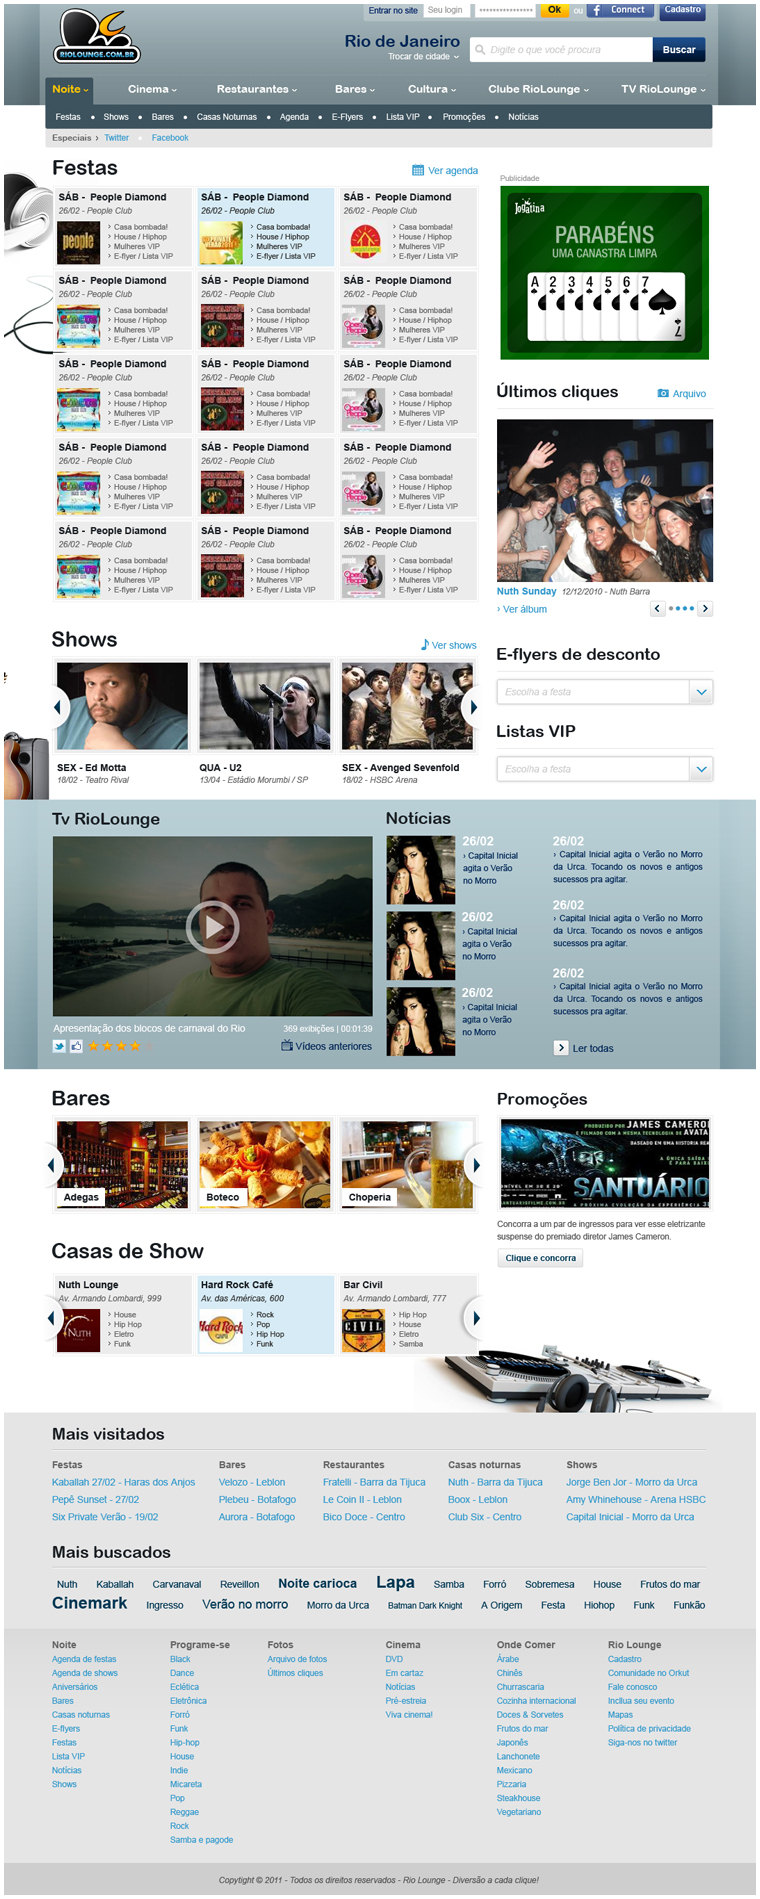 Entrar no site
Seu login
Ok
ou
Connect
Cadastro
RIOLOUNGE.COM.BR
Rio de Janeiro
Trocar de cidade
Digite o que você procura
Buscar
Noite Cinema Restaurantes Bares Cultura Clube RioLounge TV RioLounge
Festas Shows Bares Casas Noturnas Agenda E-Flyers Lista VIP Promoções Notícias
Especiais › Twitter Facebook
Festas
Ver agenda
SÁB - People Diamond
26/02 - People Club
people
› Casa bombada!
› House / Hiphop
› Mulheres VIP
› E-flyer / Lista VIP
SÁB - People Diamond
26/02 - People Club
› Casa bombada!
› House / Hiphop
› Mulheres VIP
› E-flyer / Lista VIP
SÁB - People Diamond
26/02 - People Club
› Casa bombada!
› House / Hiphop
› Mulheres VIP
› E-flyer / Lista VIP
SÁB - People Diamond
26/02 - People Club
› Casa bombada!
› House / Hiphop
› Mulheres VIP
› E-flyer / Lista VIP
SÁB - People Diamond
26/02 - People Club
› Casa bombada!
› House / Hiphop
› Mulheres VIP
› E-flyer / Lista VIP
SÁB - People Diamond
26/02 - People Club
› Casa bombada!
› House / Hiphop
› Mulheres VIP
› E-flyer / Lista VIP
SÁB - People Diamond
26/02 - People Club
› Casa bombada!
› House / Hiphop
› Mulheres VIP
› E-flyer / Lista VIP
SÁB - People Diamond
26/02 - People Club
› Casa bombada!
› House / Hiphop
› Mulheres VIP
› E-flyer / Lista VIP
SÁB - People Diamond
26/02 - People Club
› Casa bombada!
› House / Hiphop
› Mulheres VIP
› E-flyer / Lista VIP
SÁB - People Diamond
26/02 - People Club
› Casa bombada!
› House / Hiphop
› Mulheres VIP
› E-flyer / Lista VIP
SÁB - People Diamond
26/02 - People Club
› Casa bombada!
› House / Hiphop
› Mulheres VIP
› E-flyer / Lista VIP
SÁB - People Diamond
26/02 - People Club
› Casa bombada!
› House / Hiphop
› Mulheres VIP
› E-flyer / Lista VIP
SÁB - People Diamond
26/02 - People Club
› Casa bombada!
› House / Hiphop
› Mulheres VIP
› E-flyer / Lista VIP
SÁB - People Diamond
26/02 - People Club
› Casa bombada!
› House / Hiphop
› Mulheres VIP
› E-flyer / Lista VIP
SÁB - People Diamond
26/02 - People Club
› Casa bombada!
› House / Hiphop
› Mulheres VIP
› E-flyer / Lista VIP
Publicidade
Jogatina
PARABÉNS
UMA CANASTRA LIMPA
A 2 3 4 5 6 7
7
Últimos cliques
Arquivo
Nuth Sunday 12/12/2010 - Nuth Barra
› Ver álbum
Shows
Ver shows
SEX - Ed Motta
18/02 - Teatro Rival
QUA - U2
13/04 - Estádio Morumbi / SP
SEX - Avenged Sevenfold
18/02 - HSBC Arena
E-flyers de desconto
Escolha a festa
Listas VIP
Escolha a festa
Tv RioLounge
Apresentação dos blocos de carnaval do Rio
369 exibições | 00:01:39
Vídeos anteriores
Notícias
26/02
› Capital Inicial
agita o Verão
no Morro
26/02
› Capital Inicial
agita o Verão
no Morro
26/02
› Capital Inicial
agita o Verão
no Morro
26/02
› Capital Inicial agita o Verão no Morro
da Urca. Tocando os novos e antigos
sucessos pra agitar.
26/02
› Capital Inicial agita o Verão no Morro
da Urca. Tocando os novos e antigos
sucessos pra agitar.
26/02
› Capital Inicial agita o Verão no Morro
da Urca. Tocando os novos e antigos
sucessos pra agitar.
Ler todas
Bares
Adegas
Boteco
Choperia
Promoções
PRODUZIDO POR JAMES CAMERON
E FILMADO COM A MESMA TECNOLOGIA DE AVATA
BASEADO EM UMA HISTÓRIA REA
A ÚNICA SAÍDA
É PARA BAIXO
SANTUÁRIO
A PRÓXIMA EVOLUÇÃO DA EXPERIÊNCIA 3
Concorra a um par de ingressos para ver esse eletrizante
suspense do premiado diretor James Cameron.
Clique e concorra
Casas de Show
Nuth Lounge
Av. Armando Lombardi, 999
NUTH
› House
› Hip Hop
› Eletro
› Funk
Hard Rock Café
Av. das Américas, 600
Hard Rock
CAFE
› Rock
› Pop
› Hip Hop
› Funk
Bar Civil
Av. Armando Lombardi, 777
CIVIL
› Hip Hop
› House
› Eletro
› Samba
Mais visitados
Festas Bares Restaurantes Casas noturnas Shows
Kaballah 27/02 - Haras dos Anjos Velozo - Leblon Fratelli - Barra da Tijuca Nuth - Barra da Tijuca Jorge Ben Jor - Morro da Urca
Pepê Sunset - 27/02 Plebeu - Botafogo Le Coin II - Leblon Boox - Leblon Amy Whinehouse - Arena HSBC
Six Private Verão - 19/02 Aurora - Botafogo Bico Doce - Centro Club Six - Centro Capital Inicial - Morro da Urca
Mais buscados
Nuth Kaballah Carvanaval Reveillon Noite carioca Lapa Samba Forró Sobremesa House Frutos do mar
Cinemark Ingresso Verão no morro Morro da Urca Batman Dark Knight A Origem Festa Hiohop Funk Funkão
Noite Programe-se Fotos Cinema Onde Comer Rio Lounge
Agenda de festas Black Arquivo de fotos DVD Árabe Cadastro
Agenda de shows Dance Últimos cliques Em cartaz Chinês Comunidade no Orkut
Aniversários Eclética Notícias Churrascaria Fale conosco
Bares Eletrônica Pré-estreia Cozinha internacional Incllua seu evento
Casas noturnas Forró Viva cinema! Doces & Sorvetes Mapas
E-flyers Funk Frutos do mar Política de privacidade
Festas Hip-hop Japonês Siga-nos no twitter
Lista VIP House Lanchonete
Notícias Indie Mexicano
Shows Micareta Pizzaria
Pop Steakhouse
Reggae Vegetariano
Rock
Samba e pagode
Copyright © 2011 - Todos os direitos reservados - Rio Lounge - Diversão a cada clique!